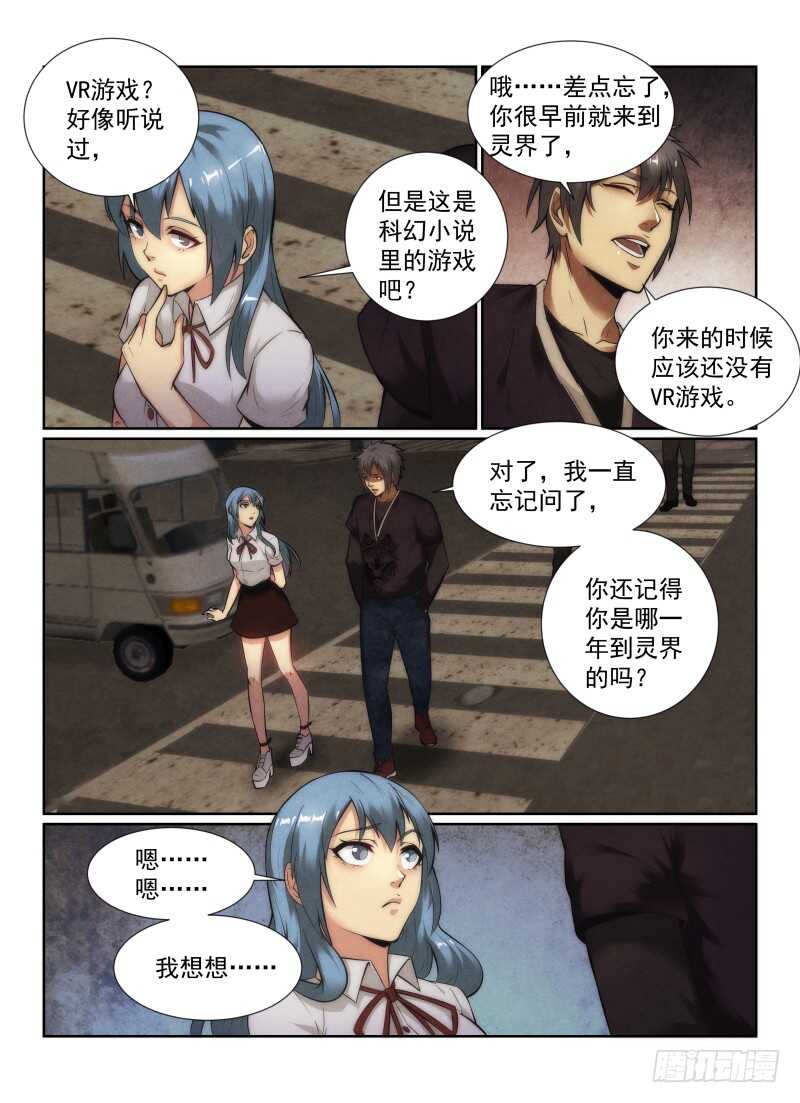 VR游戏？
好像听说
过，
但是这是
科幻小说
里的游戏
吧？
哦……差点忘了，
你很早前就来到
灵界了，
你来的时候
应该还没有
VR游戏。
对了，我一直
忘记问了，
你还记得
你是哪一
年到灵界
的吗？
嗯……
嗯……
我想想……
腾讯动漫